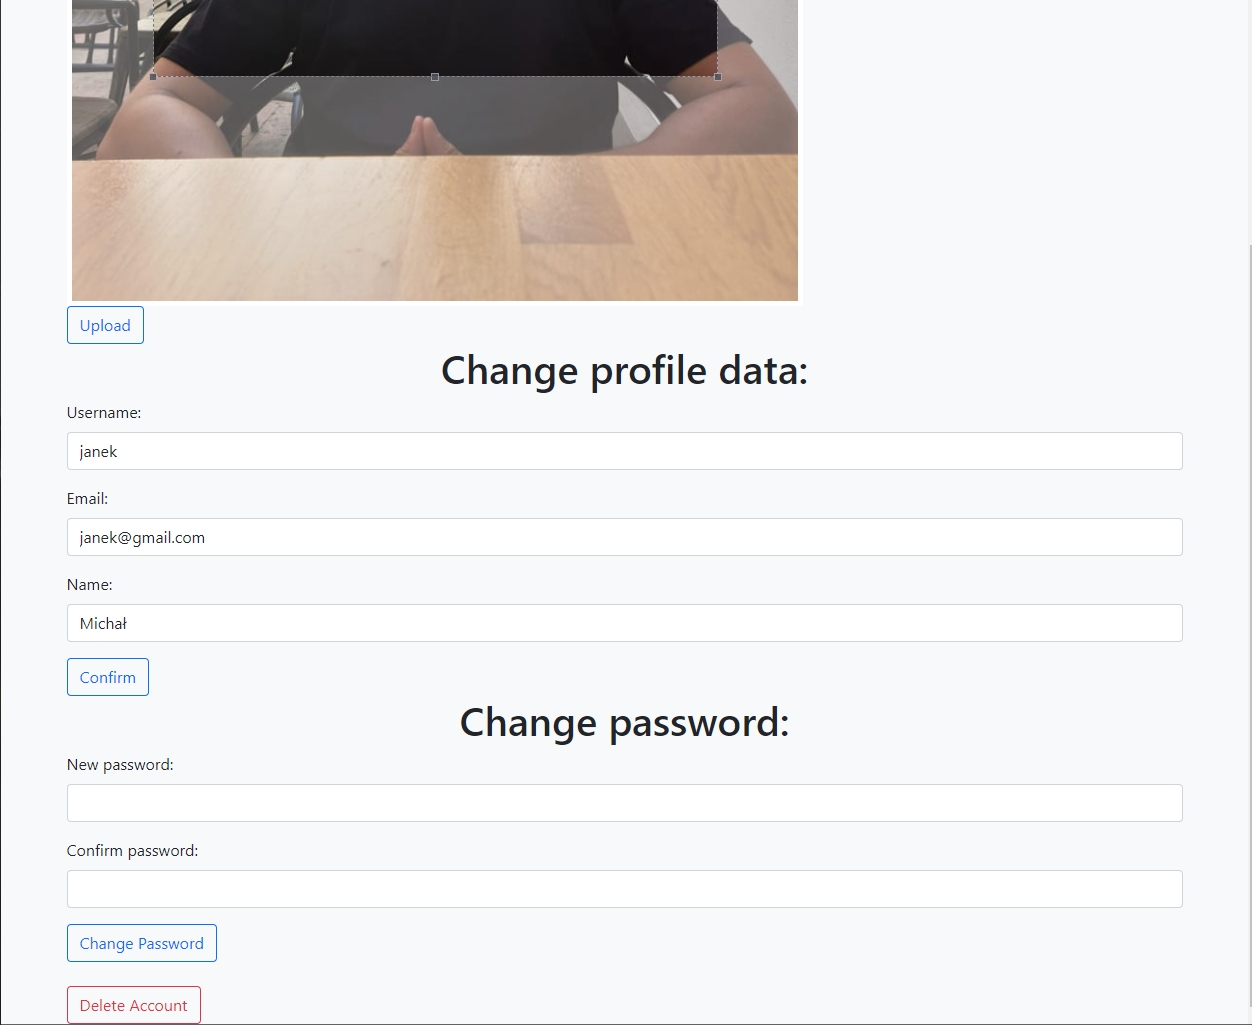 Upload
Change profile data:
Username:
janek
Email:
janek@gmail.com
Name:
Michał
Confirm
Change password:
New password:
Confirm password:
Change Password
Delete Account